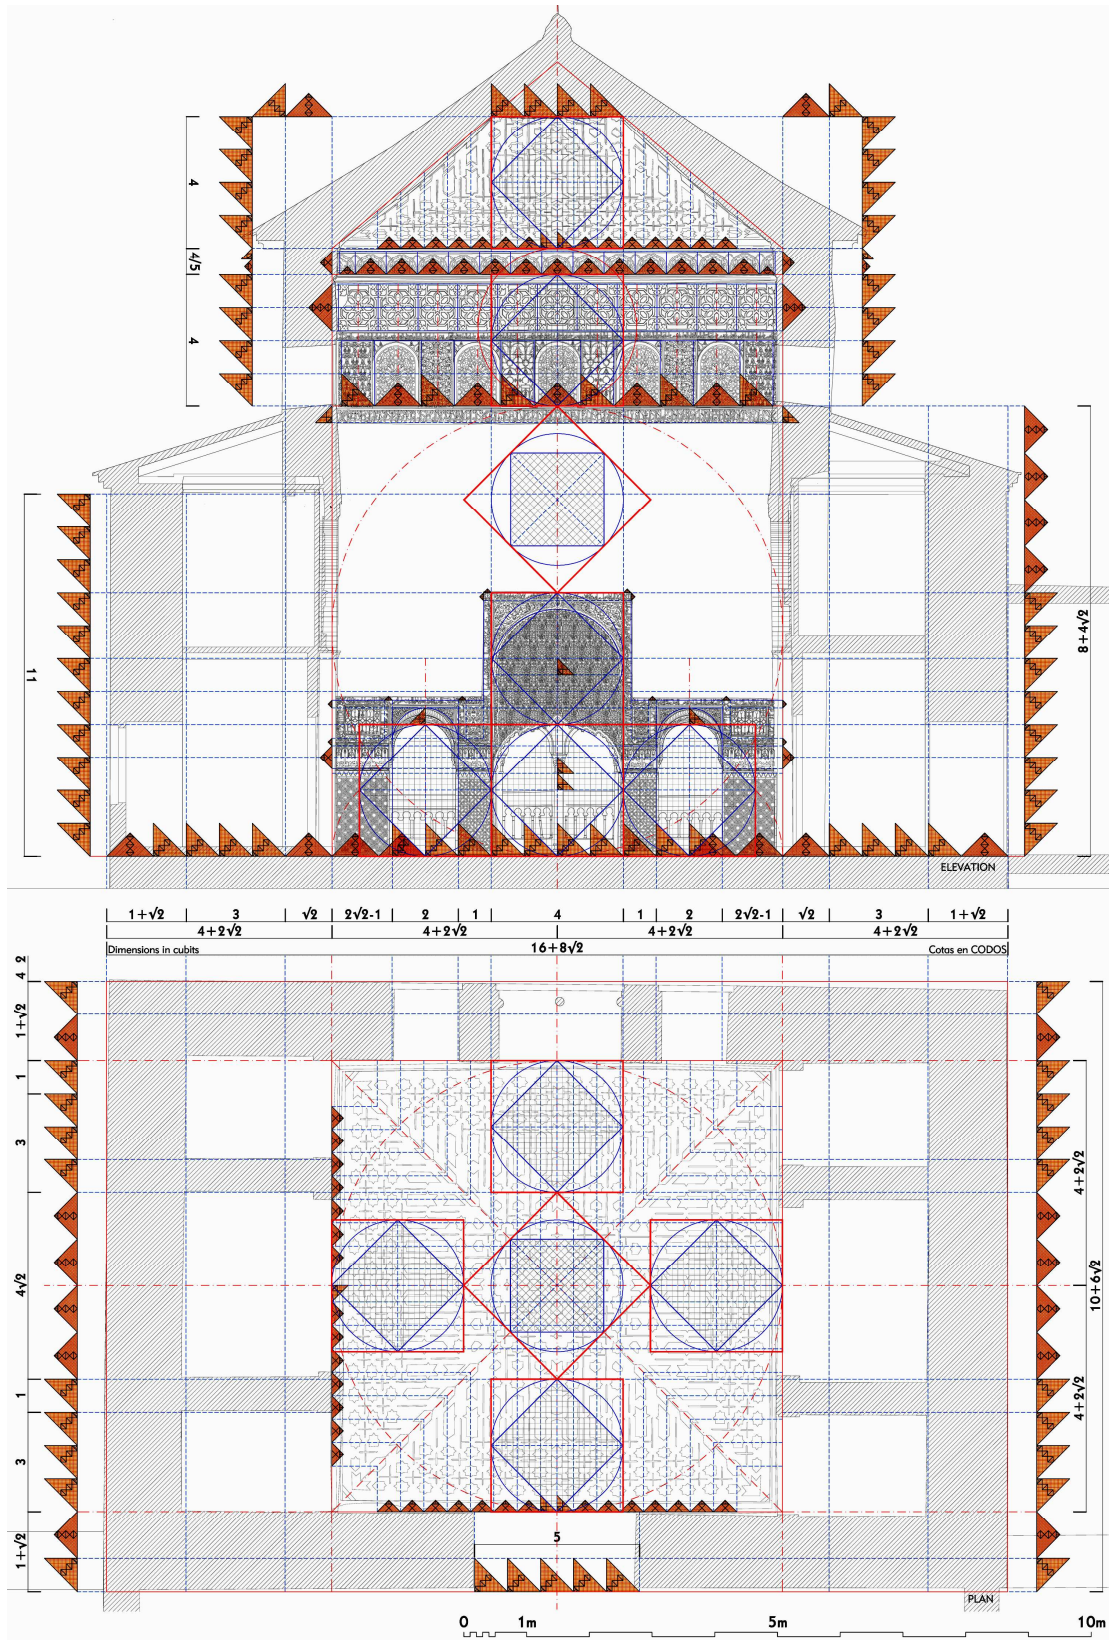 4
4/5
4
11
8+4√2
ELEVATION
1+√2 3 √2 2√2-1 2 1 4 1 2 2√2-1 √2 3 1+√2
4+2√2 4+2√2 4+2√2 4+2√2
Dimensions in cubits 16+8√2 Cotas en CODOS
4 2
1+√2
1
3
4√2
1
3
1+√2
4+2√2
10+6√2
4+2√2
5
PLAN
0 1m 5m 10m